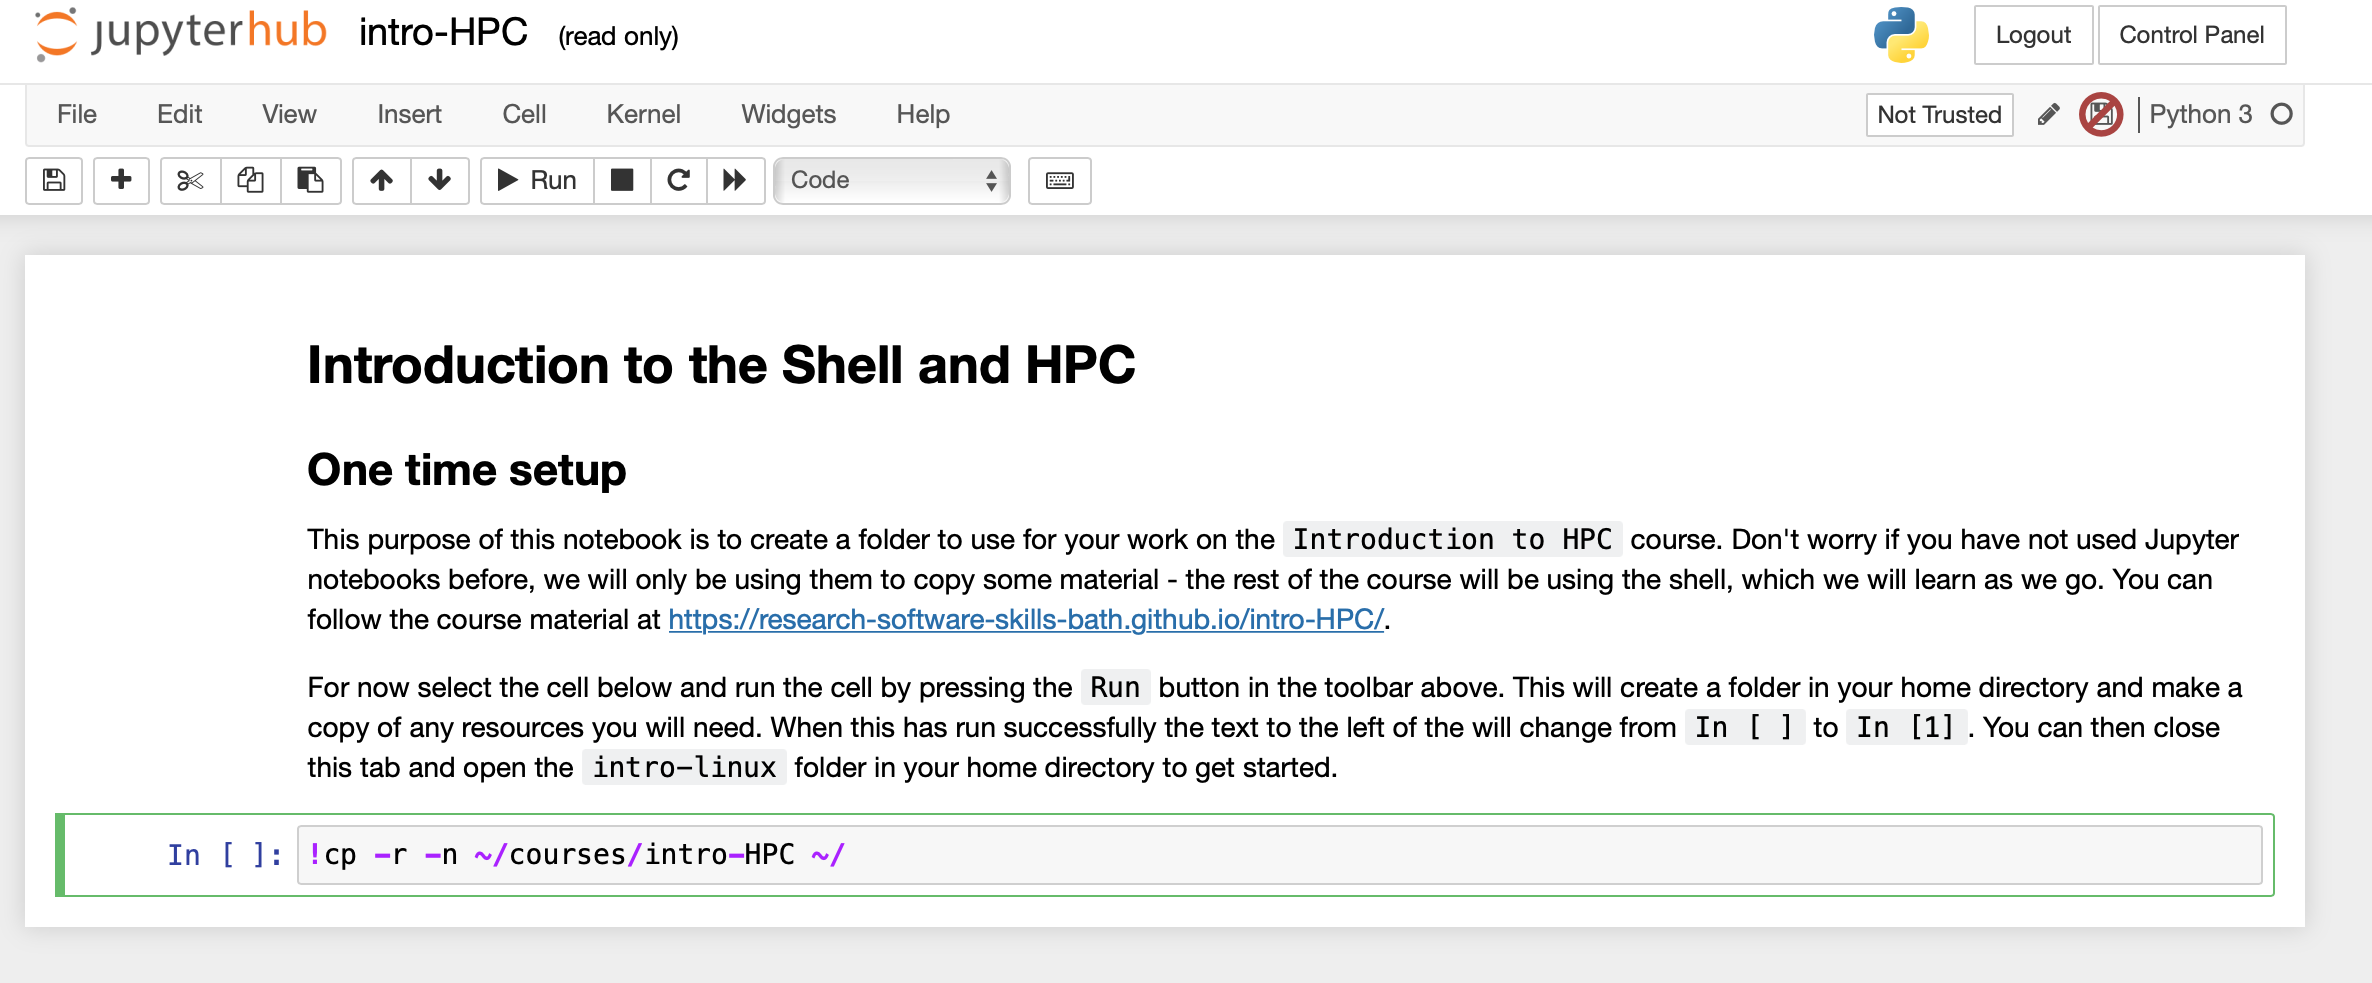 jupyterhub intro-HPC (read only) Logout Control Panel
File Edit View Insert Cell Kernel Widgets Help Not Trusted Python 3
Run Code
Introduction to the Shell and HPC
One time setup
This purpose of this notebook is to create a folder to use for your work on the Introduction to HPC course. Don't worry if you have not used Jupyter
notebooks before, we will only be using them to copy some material - the rest of the course will be using the shell, which we will learn as we go. You can
follow the course material at https://research-software-skills-bath.github.io/intro-HPC/.
For now select the cell below and run the cell by pressing the Run button in the toolbar above. This will create a folder in your home directory and make a
copy of any resources you will need. When this has run successfully the text to the left of the will change from In [ ] to In [1]. You can then close
this tab and open the intro-linux folder in your home directory to get started.
In [ ]: !cp -r -n ~/courses/intro-HPC ~/